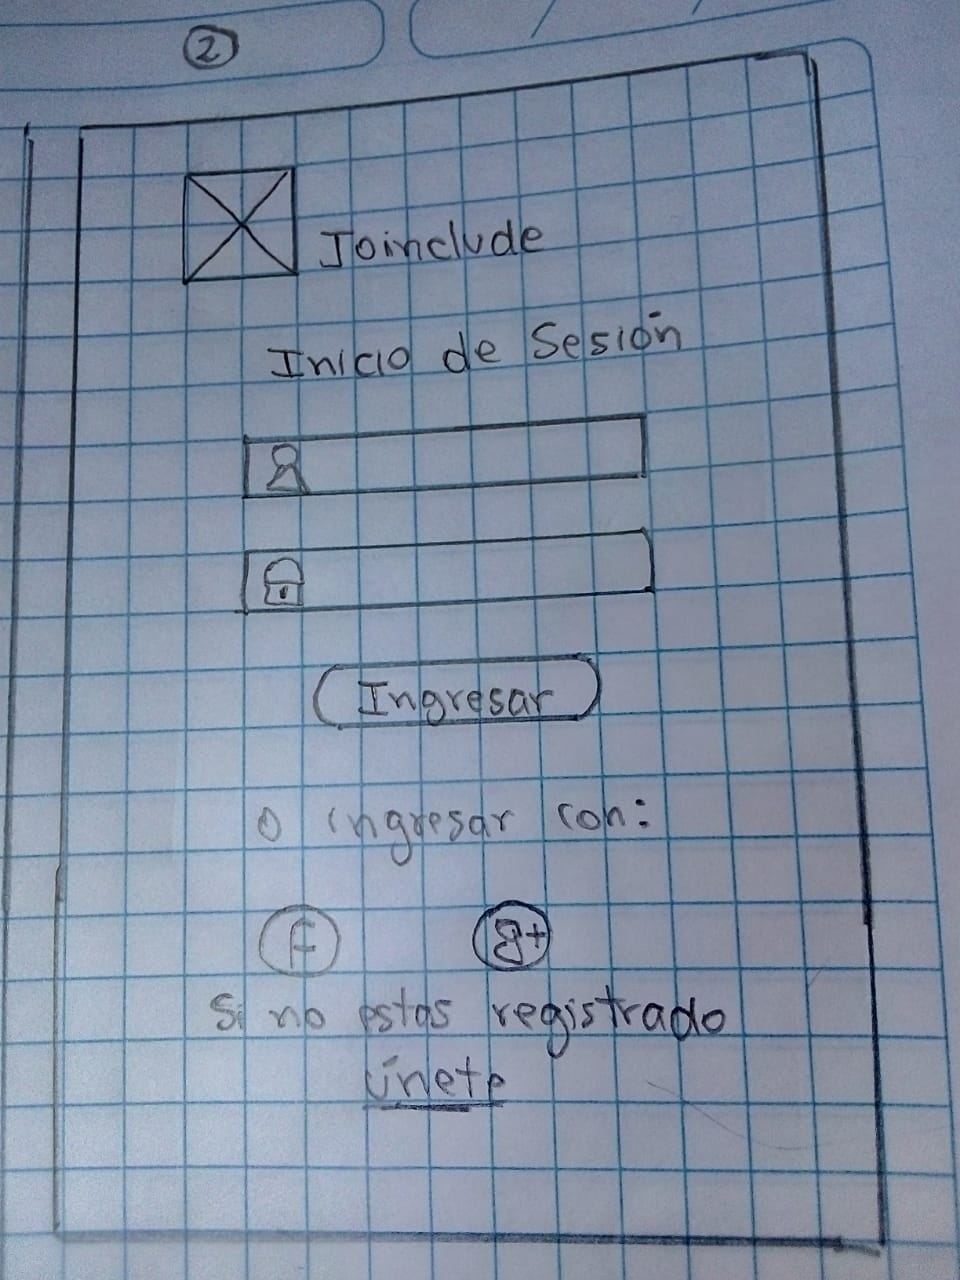 2
Joinclude
Inicio de Sesión
Ingresar
O ingresar con:
f g+
Si no estas registrado
únete